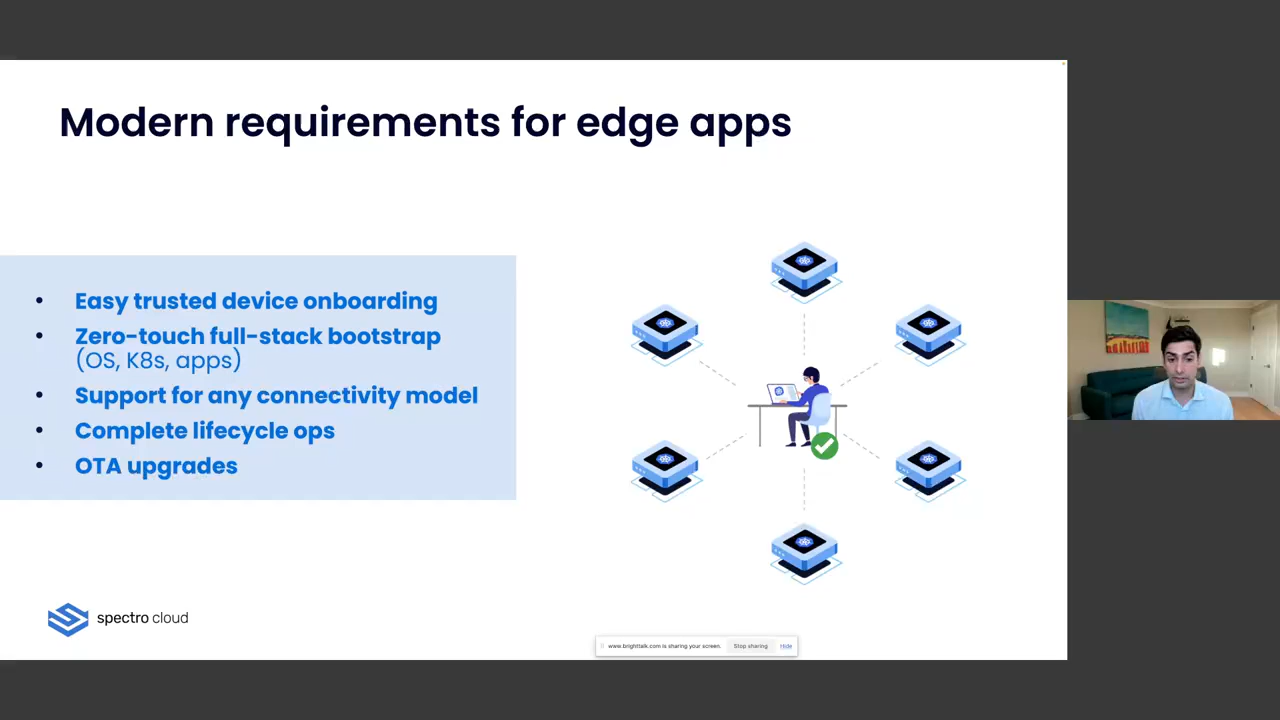 Modern requirements for edge apps
• Easy trusted device onboarding
• Zero-touch full-stack bootstrap
(OS, K8s, apps)
• Support for any connectivity model
• Complete lifecycle ops
• OTA upgrades
spectro cloud
www.brighttalk.com is sharing your screen. Stop sharing Hide